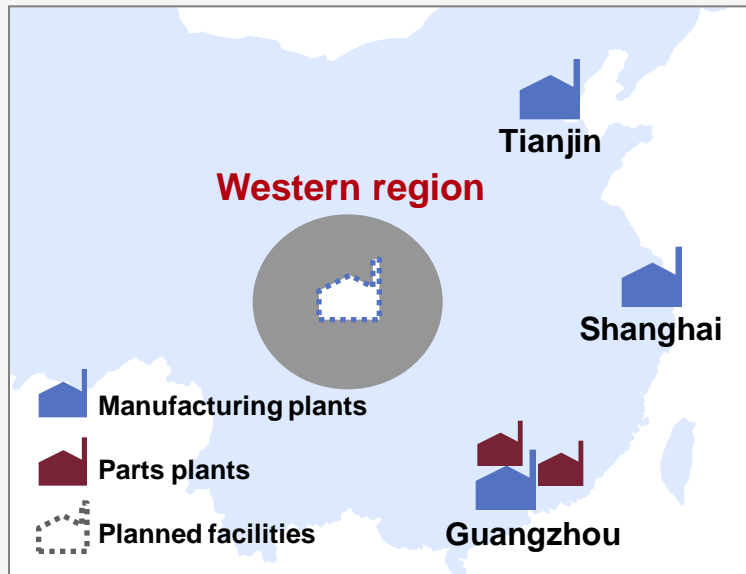 Tianjin
Western region
Shanghai
Manufacturing plants
Parts plants
Planned facilities
Guangzhou